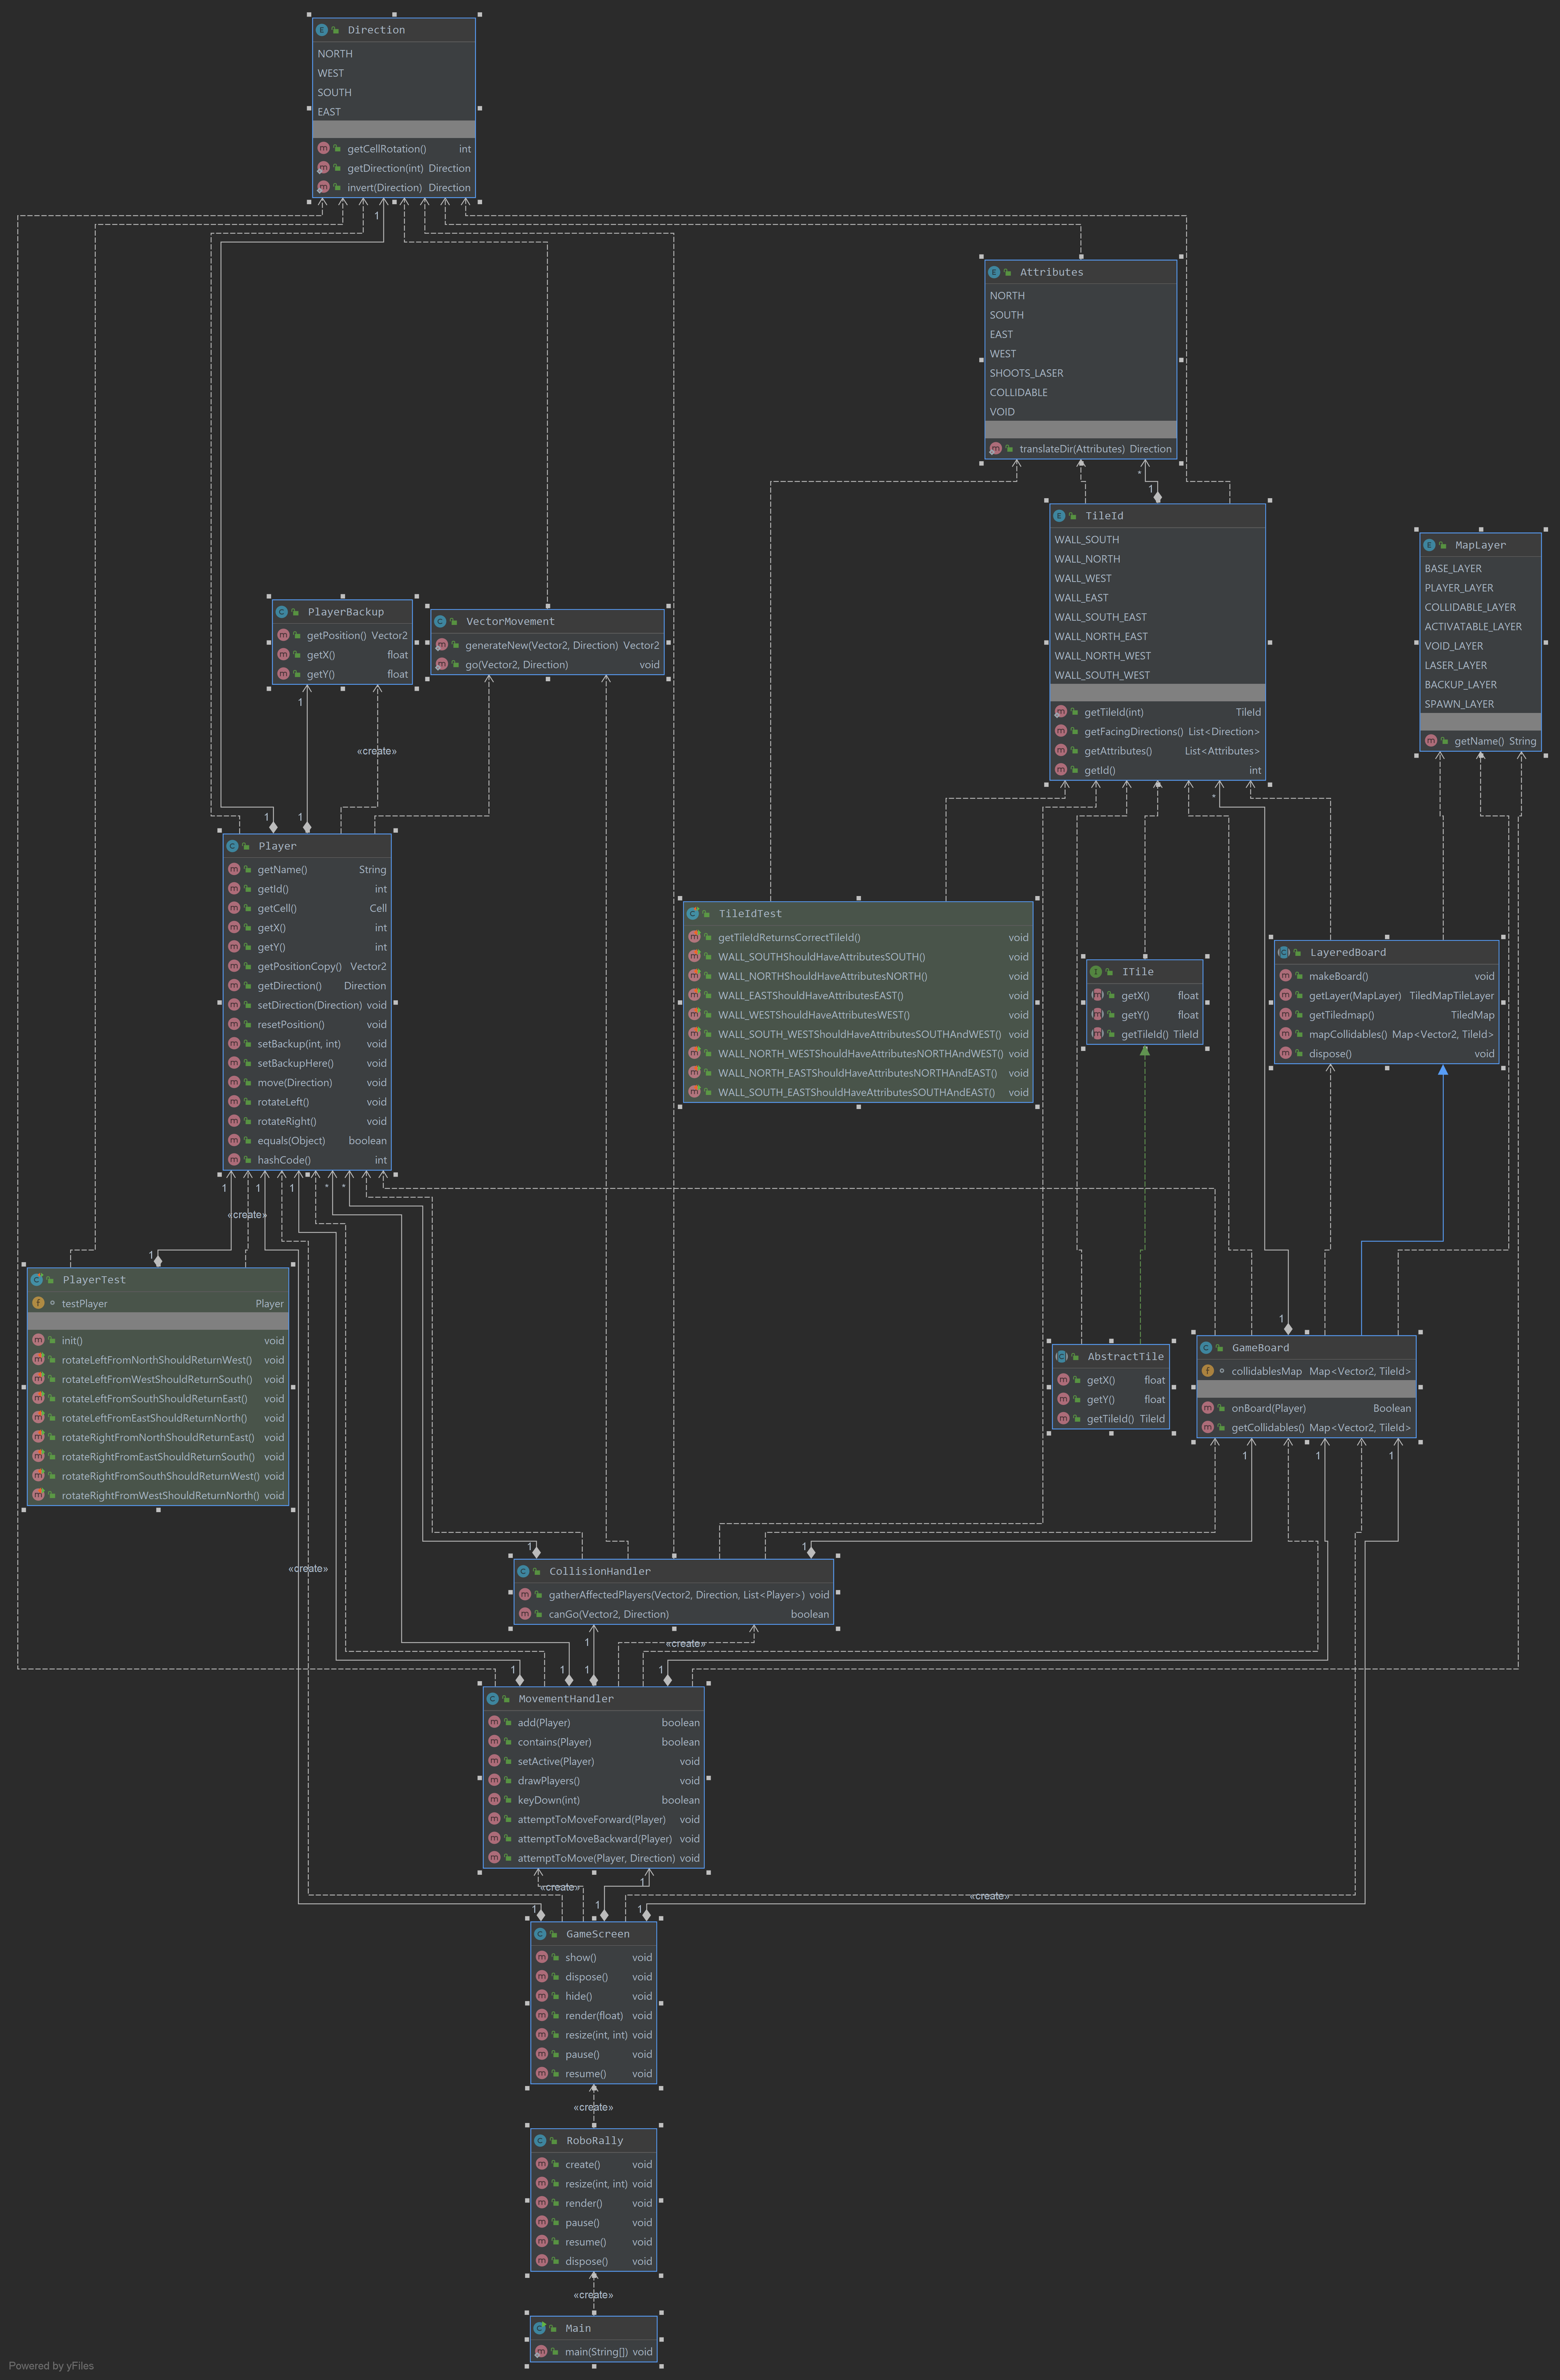 Direction
NORTH
WEST
SOUTH
EAST
getCellRotation() int
getDirection(int) Direction
invert(Direction) Direction
1
Attributes
NORTH
SOUTH
EAST
WEST
SHOOTS_LASER
COLLIDABLE
VOID
translateDir(Attributes) Direction
*
1
TileId
WALL_SOUTH
WALL_NORTH
WALL_WEST
WALL_EAST
WALL_SOUTH_EAST
WALL_NORTH_EAST
WALL_NORTH_WEST
WALL_SOUTH_WEST
getTileId(int) TileId
getFacingDirections() List<Direction>
getAttributes() List<Attributes>
getId() int
MapLayer
BASE_LAYER
PLAYER_LAYER
COLLIDABLE_LAYER
ACTIVATABLE_LAYER
VOID_LAYER
LASER_LAYER
BACKUP_LAYER
SPAWN_LAYER
getName() String
PlayerBackup
getPosition() Vector2
getX() float
getY() float
VectorMovement
generateNew(Vector2, Direction) Vector2
go(Vector2, Direction) void
1
«create»
*
1
1
Player
getName() String
getId() int
getCell() Cell
getX() int
getY() int
getPositionCopy() Vector2
getDirection() Direction
setDirection(Direction) void
resetPosition() void
setBackup(int, int) void
setBackupHere() void
move(Direction) void
rotateLeft() void
rotateRight() void
equals(Object) boolean
hashCode() int
TileIdTest
getTileIdReturnsCorrectTileId() void
WALL_SOUTHShouldHaveAttributesSOUTH() void
WALL_NORTHShouldHaveAttributesNORTH() void
WALL_EASTShouldHaveAttributesEAST() void
WALL_WESTShouldHaveAttributesWEST() void
WALL_SOUTH_WESTShouldHaveAttributesSOUTHAndWEST() void
WALL_NORTH_WESTShouldHaveAttributesNORTHAndWEST() void
WALL_NORTH_EASTShouldHaveAttributesNORTHAndEAST() void
WALL_SOUTH_EASTShouldHaveAttributesSOUTHAndEAST() void
ITile
getX() float
getY() float
getTileId() TileId
LayeredBoard
makeBoard() void
getLayer(MapLayer) TiledMapTileLayer
getTiledmap() TiledMap
mapCollidables() Map<Vector2, TileId>
dispose() void
1
1
1
*
*
«create»
1
PlayerTest
testPlayer Player
init() void
rotateLeftFromNorthShouldReturnWest() void
rotateLeftFromWestShouldReturnSouth() void
rotateLeftFromSouthShouldReturnEast() void
rotateLeftFromEastShouldReturnNorth() void
rotateRightFromNorthShouldReturnEast() void
rotateRightFromEastShouldReturnSouth() void
rotateRightFromSouthShouldReturnWest() void
rotateRightFromWestShouldReturnNorth() void
AbstractTile
getX() float
getY() float
getTileId() TileId
1
GameBoard
collidablesMap Map<Vector2, TileId>
onBoard(Player) Boolean
getCollidables() Map<Vector2, TileId>
1
1
1
1
1
«create»
CollisionHandler
gatherAffectedPlayers(Vector2, Direction, List<Player>) void
canGo(Vector2, Direction) boolean
1
«create»
1
1
1
1
MovementHandler
add(Player) boolean
contains(Player) boolean
setActive(Player) void
drawPlayers() void
keyDown(int) boolean
attemptToMoveForward(Player) void
attemptToMoveBackward(Player) void
attemptToMove(Player, Direction) void
1
«create»
«create»
1
1
1
GameScreen
show() void
dispose() void
hide() void
render(float) void
resize(int, int) void
pause() void
resume() void
«create»
RoboRally
create() void
resize(int, int) void
render() void
pause() void
resume() void
dispose() void
«create»
Main
main(String[]) void
Powered by yFiles